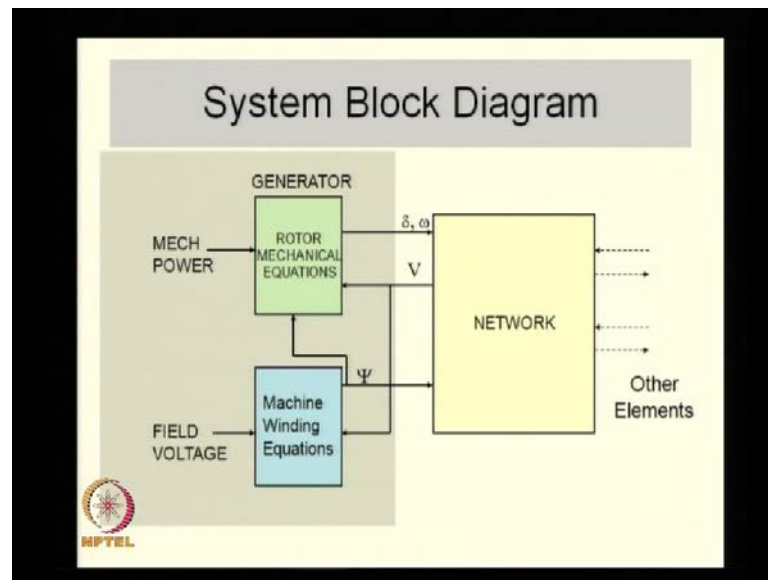 System Block Diagram
GENERATOR
MECH
POWER
ROTOR
MECHANICAL
EQUATIONS
δ, ω
V
NETWORK
Ψ
FIELD
VOLTAGE
Machine
Winding
Equations
Other
Elements
NPTEL